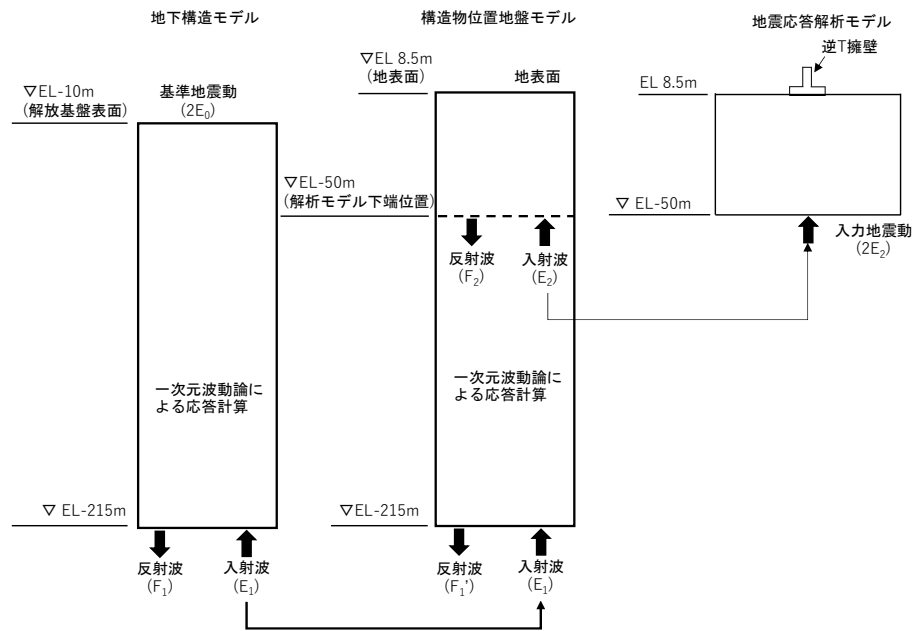 地下構造モデル
▽EL-10m
(解放基盤表面)
基準地震動
(2E₀)
一次元波動論に
よる応答計算
▽ EL-215m
反射波
(F₁)
入射波
(E₁)
構造物位置地盤モデル
▽EL 8.5m
(地表面)
地表面
▽EL-50m
(解析モデル下端位置)
反射波
(F₂)
入射波
(E₂)
一次元波動論に
よる応答計算
▽EL-215m
反射波
(F₁')
入射波
(E₁)
地震応答解析モデル
逆T擁壁
EL 8.5m
▽ EL-50m
入力地震動
(2E₂)